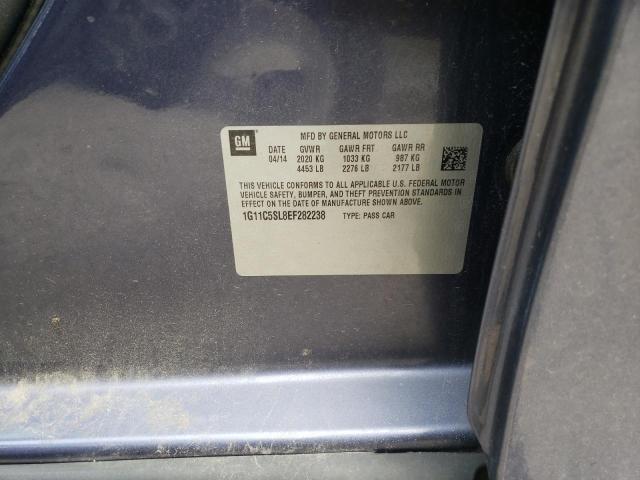 GM
MFD BY GENERAL MOTORS LLC
DATE GVWR GAWR FRT GAWR RR
04/14 2020 KG 1033 KG 987 KG
4453 LB 2276 LB 2177 LB
THIS VEHICLE CONFORMS TO ALL APPLICABLE U.S. FEDERAL MOTOR
VEHICLE SAFETY, BUMPER, AND THEFT PREVENTION STANDARDS
IN EFFECT ON THE DATE OF MANUFACTURE SHOWN ABOVE.
1G11C5SL8EF282238 TYPE: PASS CAR